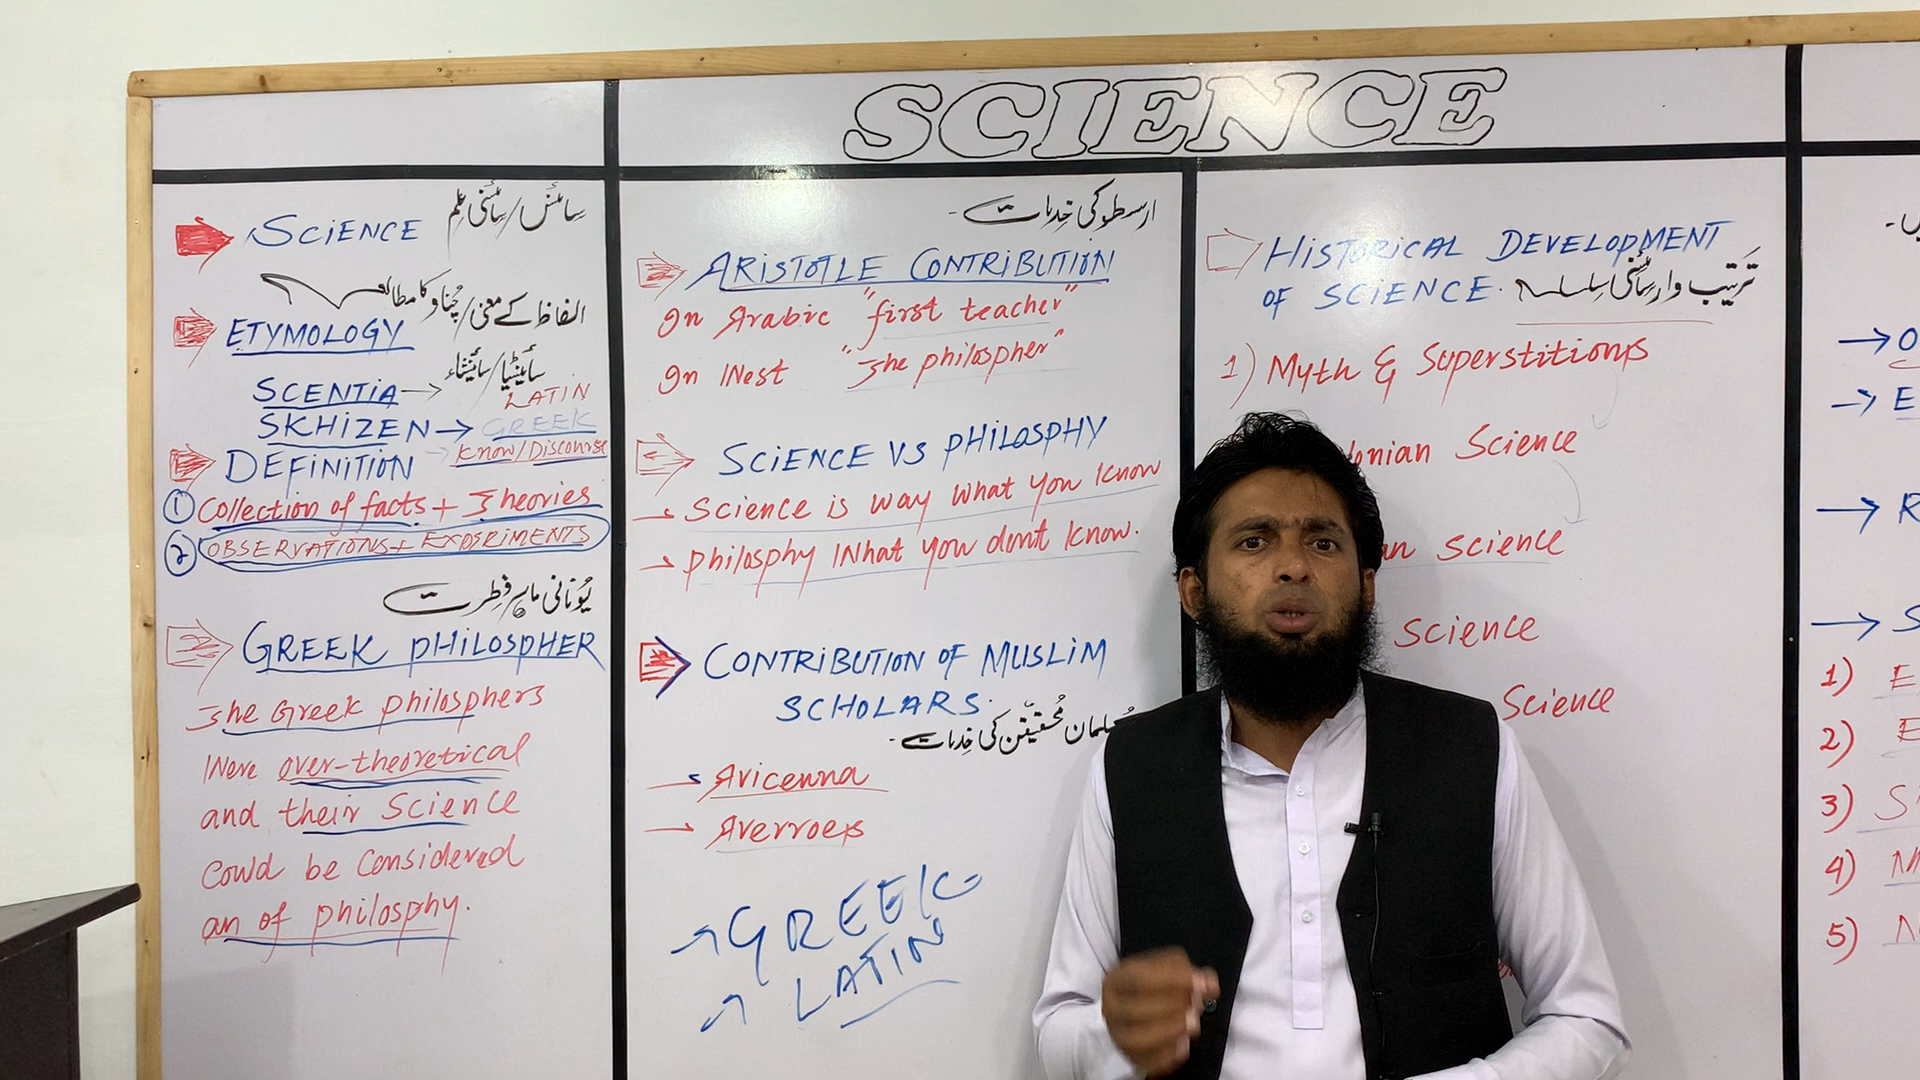 SCIENCE
SCIENCE سائنس/سائنسی علم
الفاظ کے معنی/چناو کا مطالعہ
ETYMOLOGY
سائینٹیا/سائینشاء
SCENTIA → LATIN
SKHIZEN → GREEK
DEFINITION → Know/Discourse
① Collection of facts + Theories
② OBSERVATIONS + EXPERIMENTS
یونانی ماہر فطرت
GREEK PHILOSPHER
The Greek philosphers
Were over-theoretical
and their Science
Could be Considered
an of philosphy.
ارسطو کی خدمات -
ARISTOTLE CONTRIBUTION
In Arabic "first teacher"
In West "The philospher"
SCIENCE VS PHILOSPHY
→ Science is way What You Know
→ Philosphy What You dont Know.
CONTRIBUTION OF MUSLIM
SCHOLARS.
مسلمان محققین کی خدمات -
→ Avicenna
→ Averroes
→ GREEK
→ LATIN
HISTORICAL DEVELOPMENT
OF SCIENCE. ترتیب وار سائنسی سلسلہ
1) Myth & Superstitions
onian Science
an Science
Science
Science
→ O
→ E
→ R
→ S
1) E
2) E
3) S
4) N
5) N